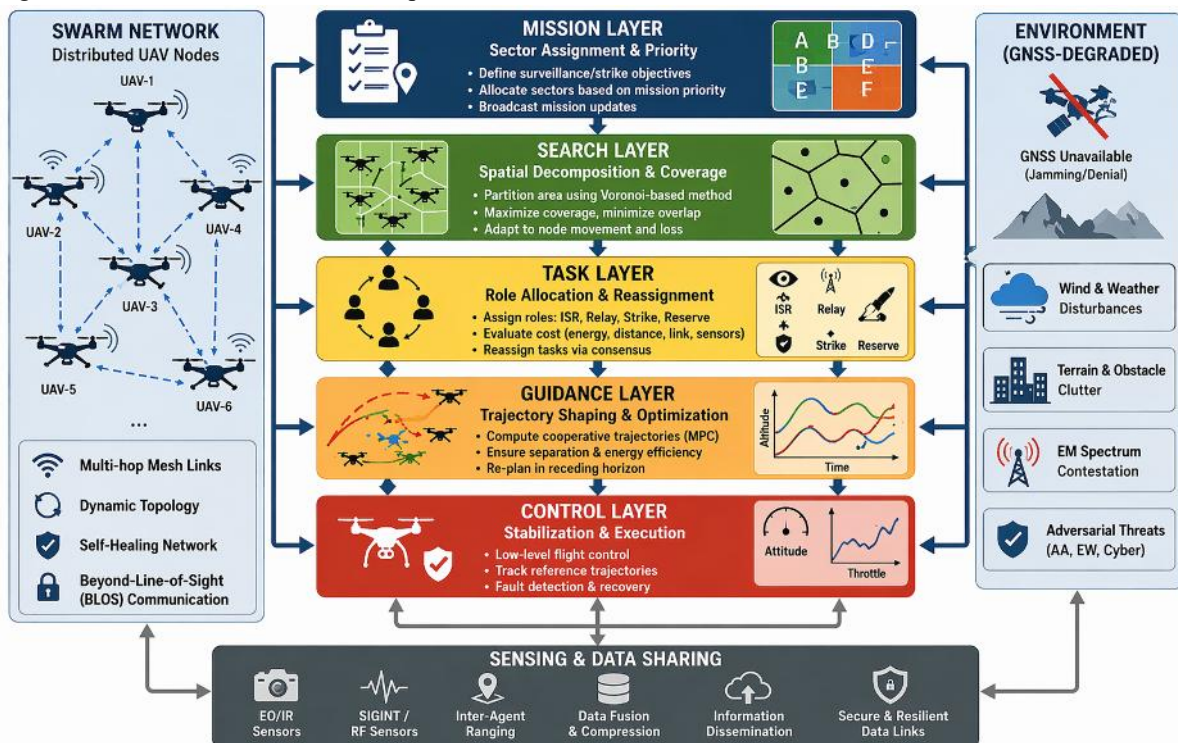 SWARM NETWORK
Distributed UAV Nodes
UAV-1
UAV-2
UAV-4
UAV-3
UAV-5
UAV-6
...
Multi-hop Mesh Links
Dynamic Topology
Self-Healing Network
Beyond-Line-of-Sight
(BLOS) Communication
MISSION LAYER
Sector Assignment & Priority
• Define surveillance/strike objectives
• Allocate sectors based on mission priority
• Broadcast mission updates
A B D
B E
E F
SEARCH LAYER
Spatial Decomposition & Coverage
• Partition area using Voronoi-based method
• Maximize coverage, minimize overlap
• Adapt to node movement and loss
TASK LAYER
Role Allocation & Reassignment
• Assign roles: ISR, Relay, Strike, Reserve
• Evaluate cost (energy, distance, link, sensors)
• Reassign tasks via consensus
ISR
Relay
Strike
Reserve
GUIDANCE LAYER
Trajectory Shaping & Optimization
• Compute cooperative trajectories (MPC)
• Ensure separation & energy efficiency
• Re-plan in receding horizon
Altitude
Time
CONTROL LAYER
Stabilization & Execution
• Low-level flight control
• Track reference trajectories
• Fault detection & recovery
Attitude
Throttle
ENVIRONMENT
(GNSS-DEGRADED)
GNSS Unavailable
(Jamming/Denial)
Wind & Weather
Disturbances
Terrain & Obstacle
Clutter
EM Spectrum
Contestation
Adversarial Threats
(AA, EW, Cyber)
SENSING & DATA SHARING
EO/IR
Sensors
SIGINT /
RF Sensors
Inter-Agent
Ranging
Data Fusion
& Compression
Information
Dissemination
Secure & Resilient
Data Links